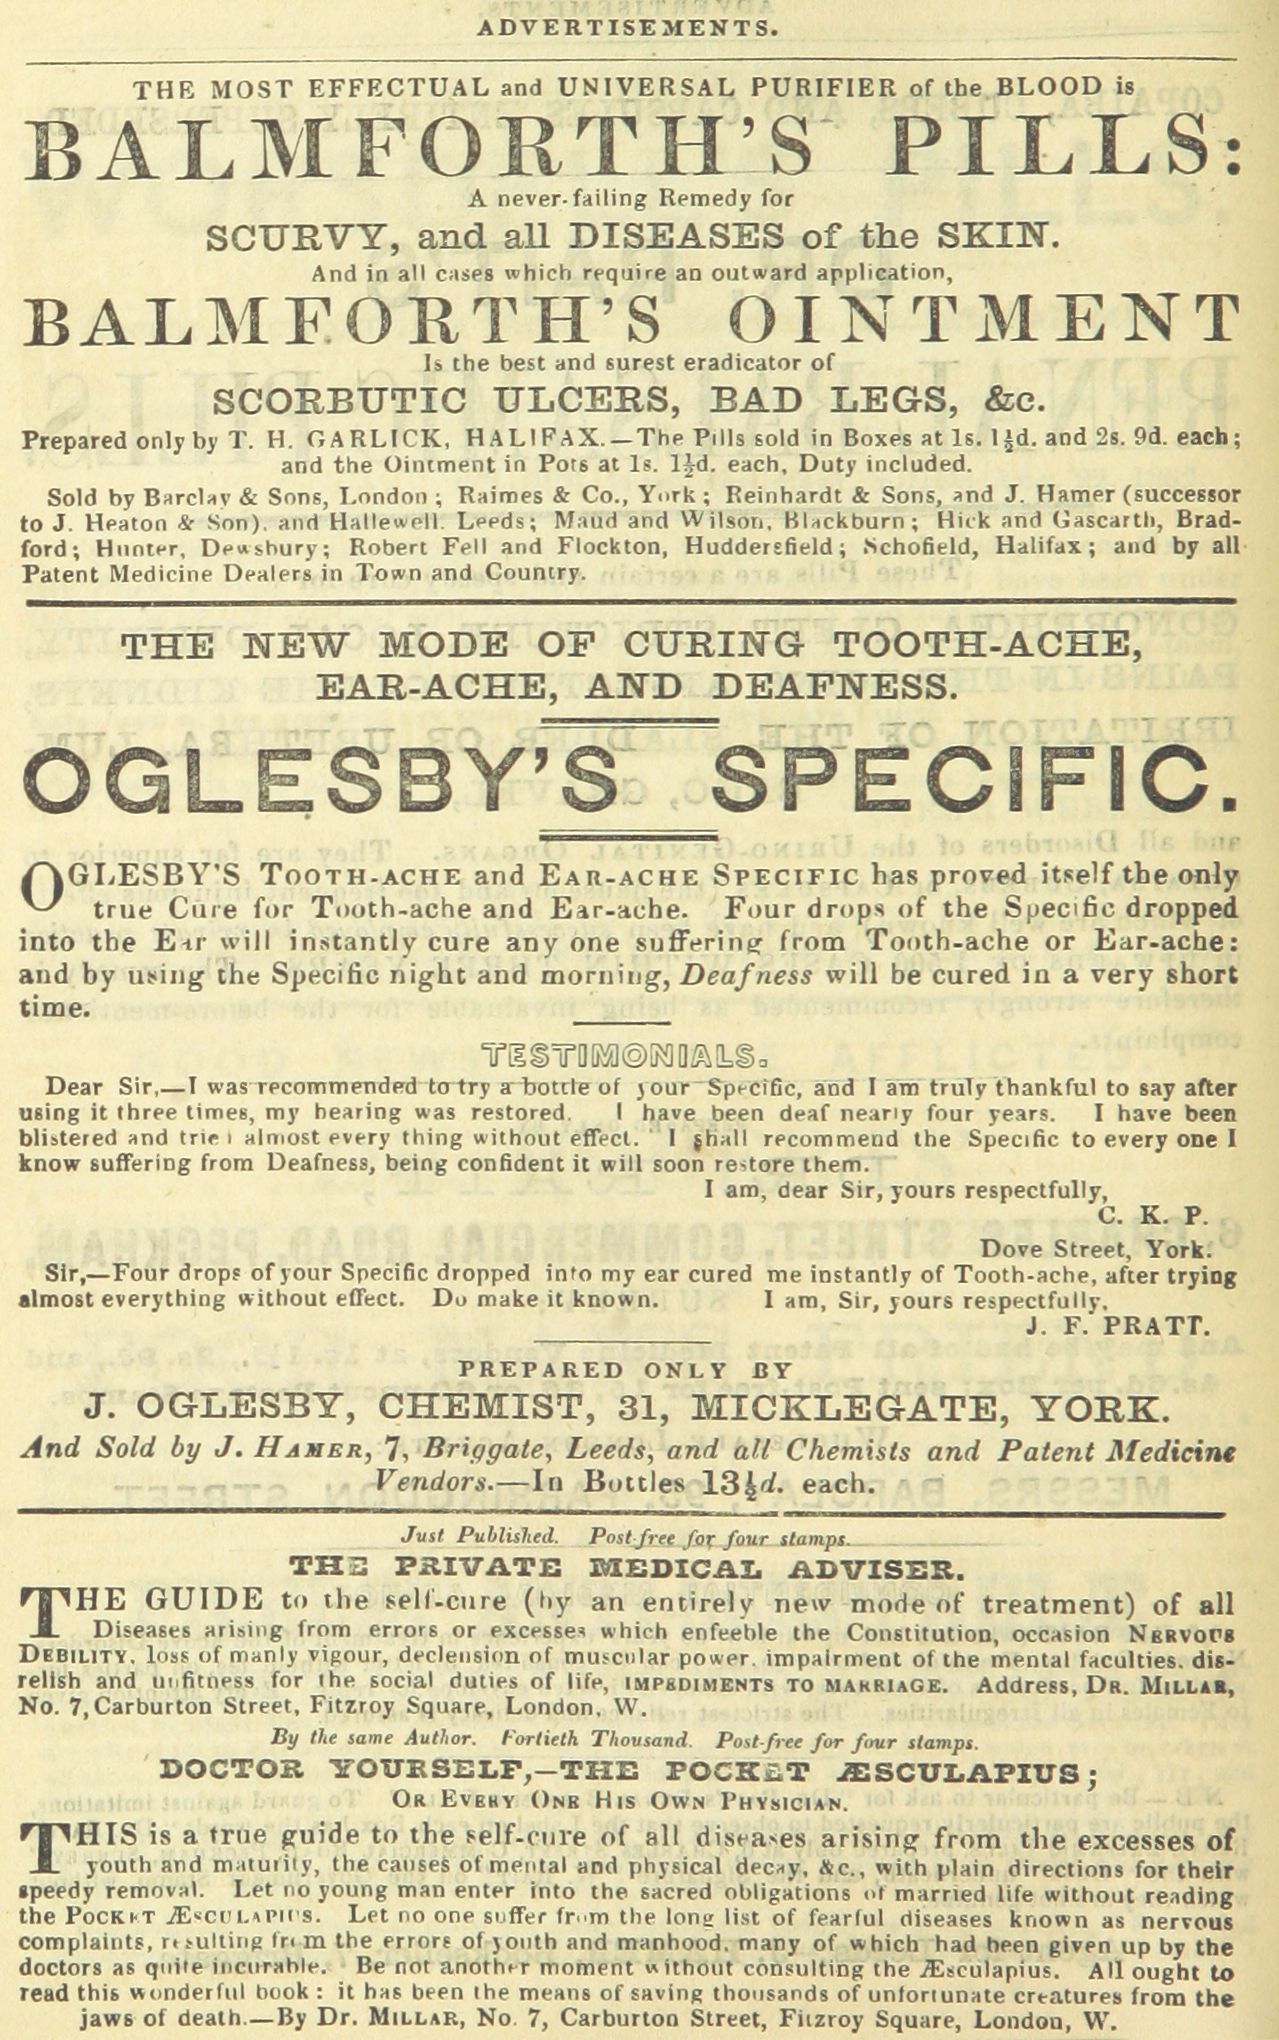 ADVERTISEMENTS.
THE MOST EFFECTUAL and UNIVERSAL PURIFIER of the BLOOD is
BALMFORTH'S PILLS:
A never-failing Remedy for
SCURVY, and all DISEASES of the SKIN.
And in all cases which require an outward application,
BALMFORTH'S OINTMENT
Is the best and surest eradicator of
SCORBUTIC ULCERS, BAD LEGS, &c.
Prepared only by T. H. GARLICK, HALIFAX.—The Pills sold in Boxes at 1s. 1½d. and 2s. 9d. each;
and the Ointment in Pots at 1s. 1½d. each, Duty included.
Sold by Barclay & Sons, London; Raimes & Co., York; Reinhardt & Sons, and J. Hamer (successor
to J. Heaton & Son), and Hallewell, Leeds; Maud and Wilson, Blackburn; Hick and Gascarth, Brad-
ford; Hunter, Dewsbury; Robert Fell and Flockton, Huddersfield; Schofield, Halifax; and by all
Patent Medicine Dealers in Town and Country.
THE NEW MODE OF CURING TOOTH-ACHE,
EAR-ACHE, AND DEAFNESS.
OGLESBY'S SPECIFIC.
OGLESBY'S TOOTH-ACHE and EAR-ACHE SPECIFIC has proved itself the only
true Cure for Tooth-ache and Ear-ache. Four drops of the Specific dropped
into the Ear will instantly cure any one suffering from Tooth-ache or Ear-ache:
and by using the Specific night and morning, Deafness will be cured in a very short
time.
TESTIMONIALS.
Dear Sir,—I was recommended to try a bottle of your Specific, and I am truly thankful to say after
using it three times, my hearing was restored. I have been deaf nearly four years. I have been
blistered and tried almost every thing without effect. I shall recommend the Specific to every one I
know suffering from Deafness, being confident it will soon restore them.
I am, dear Sir, yours respectfully,
C. K. P.
Dove Street, York.
Sir,—Four drops of your Specific dropped into my ear cured me instantly of Tooth-ache, after trying
almost everything without effect. Do make it known. I am, Sir, yours respectfully,
J. F. PRATT.
PREPARED ONLY BY
J. OGLESBY, CHEMIST, 31, MICKLEGATE, YORK.
And Sold by J. HAMER, 7, Briggate, Leeds, and all Chemists and Patent Medicine
Vendors.—In Bottles 13½d. each.
Just Published. Post-free for four stamps.
THE PRIVATE MEDICAL ADVISER.
THE GUIDE to the self-cure (by an entirely new mode of treatment) of all
Diseases arising from errors or excesses which enfeeble the Constitution, occasion NERVOUS
DEBILITY, loss of manly vigour, declension of muscular power, impairment of the mental faculties, dis-
relish and unfitness for the social duties of life, IMPEDIMENTS TO MARRIAGE. Address, DR. MILLAR,
No. 7, Carburton Street, Fitzroy Square, London, W.
By the same Author. Fortieth Thousand. Post-free for four stamps.
DOCTOR YOURSELF,—THE POCKET ÆSCULAPIUS;
OR EVERY ONE HIS OWN PHYSICIAN.
THIS is a true guide to the self-cure of all diseases arising from the excesses of
youth and maturity, the causes of mental and physical decay, &c., with plain directions for their
speedy removal. Let no young man enter into the sacred obligations of married life without reading
the POCKET ÆSCULAPIUS. Let no one suffer from the long list of fearful diseases known as nervous
complaints, resulting from the errors of youth and manhood, many of which had been given up by the
doctors as quite incurable. Be not another moment without consulting the Æsculapius. All ought to
read this wonderful book: it has been the means of saving thousands of unfortunate creatures from the
jaws of death.—By Dr. MILLAR, No. 7, Carburton Street, Fitzroy Square, London, W.